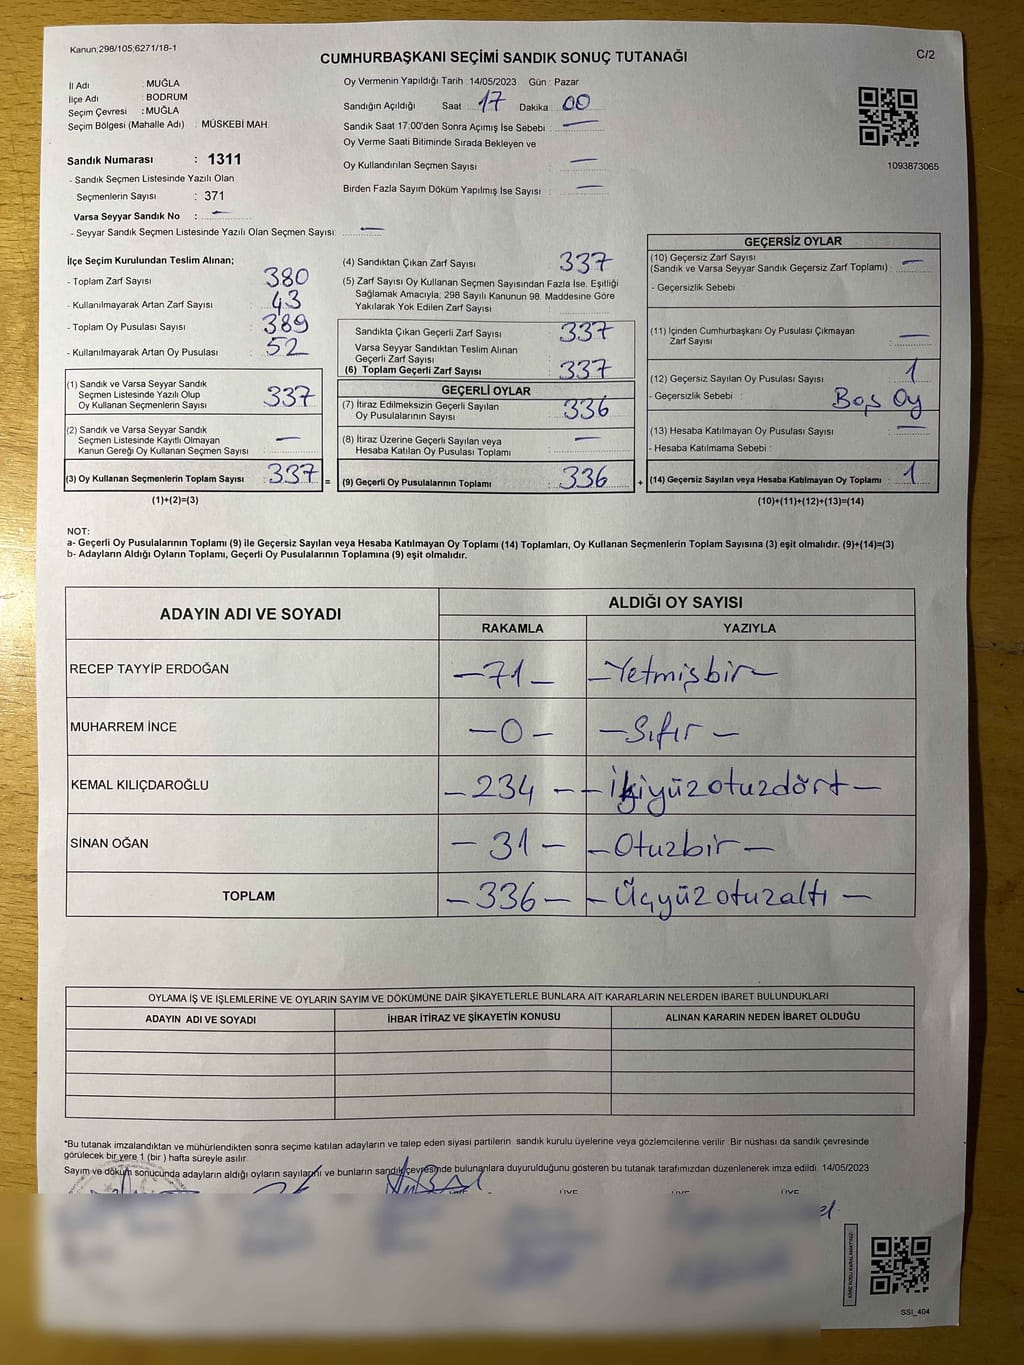 Kanun;298/105;6271/18-1
CUMHURBAŞKANI SEÇİMİ SANDIK SONUÇ TUTANAĞI
C/2
İl Adı : MUĞLA
İlçe Adı : BODRUM
Seçim Çevresi : MUĞLA
Seçim Bölgesi (Mahalle Adı) : MÜSKEBİ MAH.
Sandık Numarası : 1311
- Sandık Seçmen Listesinde Yazılı Olan
Seçmenlerin Sayısı : 371
Varsa Seyyar Sandık No : —
- Seyyar Sandık Seçmen Listesinde Yazılı Olan Seçmen Sayısı: —
Oy Vermenin Yapıldığı Tarih : 14/05/2023 Gün : Pazar
Sandığın Açıldığı Saat : 17 Dakika : 00
Sandık Saat 17.00'den Sonra Açımış İse Sebebi : —
Oy Verme Saati Bitiminde Sırada Bekleyen ve
Oy Kullandırılan Seçmen Sayısı —
Birden Fazla Sayım Döküm Yapılmış İse Sayısı : —
1093873065
İlçe Seçim Kurulundan Teslim Alınan;
- Toplam Zarf Sayısı : 380
- Kullanılmayarak Artan Zarf Sayısı : 43
- Toplam Oy Pusulası Sayısı : 389
- Kullanılmayarak Artan Oy Pusulası : 52
(1) Sandık ve Varsa Seyyar Sandık
Seçmen Listesinde Yazılı Olup
Oy Kullanan Seçmenlerin Sayısı : 337
(2) Sandık ve Varsa Seyyar Sandık
Seçmen Listesinde Kayıtlı Olmayan
Kanun Gereği Oy Kullanan Seçmen Sayısı : —
(3) Oy Kullanan Seçmenlerin Toplam Sayısı : 337 =
(1)+(2)=(3)
(4) Sandıktan Çıkan Zarf Sayısı : 337
(5) Zarf Sayısı Oy Kullanan Seçmen Sayısından Fazla İse, Eşitliği
Sağlamak Amacıyla; 298 Sayılı Kanunun 98. Maddesine Göre
Yakılarak Yok Edilen Zarf Sayısı :
Sandıkta Çıkan Geçerli Zarf Sayısı : 337
Varsa Seyyar Sandıktan Teslim Alınan
Geçerli Zarf Sayısı
(6) Toplam Geçerli Zarf Sayısı : 337
GEÇERLİ OYLAR
(7) İtiraz Edilmeksizin Geçerli Sayılan
Oy Pusulalarının Sayısı : 336
(8) İtiraz Üzerine Geçerli Sayılan veya
Hesaba Katılan Oy Pusulası Toplamı : —
(9) Geçerli Oy Pusulalarının Toplamı : 336 +
GEÇERSİZ OYLAR
(10) Geçersiz Zarf Sayısı
(Sandık ve Varsa Seyyar Sandık Geçersiz Zarf Toplamı) : —
- Geçersizlik Sebebi :
(11) İçinden Cumhurbaşkanı Oy Pusulası Çıkmayan
Zarf Sayısı : —
(12) Geçersiz Sayılan Oy Pusulası Sayısı : 1
- Geçersizlik Sebebi : Boş Oy
(13) Hesaba Katılmayan Oy Pusulası Sayısı : —
- Hesaba Katılmama Sebebi :
(14) Geçersiz Sayılan veya Hesaba Katılmayan Oy Toplamı : 1
(10)+(11)+(12)+(13)=(14)
NOT:
a- Geçerli Oy Pusulalarının Toplamı (9) ile Geçersiz Sayılan veya Hesaba Katılmayan Oy Toplamı (14) Toplamları, Oy Kullanan Seçmenlerin Toplam Sayısına (3) eşit olmalıdır. (9)+(14)=(3)
b- Adayların Aldığı Oyların Toplamı, Geçerli Oy Pusulalarının Toplamına (9) eşit olmalıdır.
ADAYIN ADI VE SOYADI
ALDIĞI OY SAYISI
RAKAMLA YAZIYLA
RECEP TAYYİP ERDOĞAN —71— —Yetmişbir—
MUHARREM İNCE —0— —Sıfır—
KEMAL KILIÇDAROĞLU —234— —İkiyüzotuzdört—
SİNAN OĞAN —31— —Otuzbir—
TOPLAM —336— —Üçyüzotuzaltı—
OYLAMA İŞ VE İŞLEMLERİNE VE OYLARIN SAYIM VE DÖKÜMÜNE DAİR ŞİKAYETLERLE BUNLARA AİT KARARLARIN NELERDEN İBARET BULUNDUKLARI
ADAYIN ADI VE SOYADI İHBAR İTİRAZ VE ŞİKAYETİN KONUSU ALINAN KARARIN NEDEN İBARET OLDUĞU
*Bu tutanak imzalandıktan ve mühürlendikten sonra seçime katılan adayların ve talep eden siyasi partilerin sandık kurulu üyelerine veya gözlemcilerine verilir. Bir nüshası da sandık çevresinde
görülecek bir yere 1 (bir ) hafta süreyle asılır.
Sayım ve döküm sonucunda adayların aldığı oyların sayılarını ve bunların sandık çevresinde bulunanlara duyurulduğunu gösteren bu tutanak tarafımızdan düzenlenerek imza edildi. 14/05/2023
ÜYE ÜYE ÜYE
SSİ_404